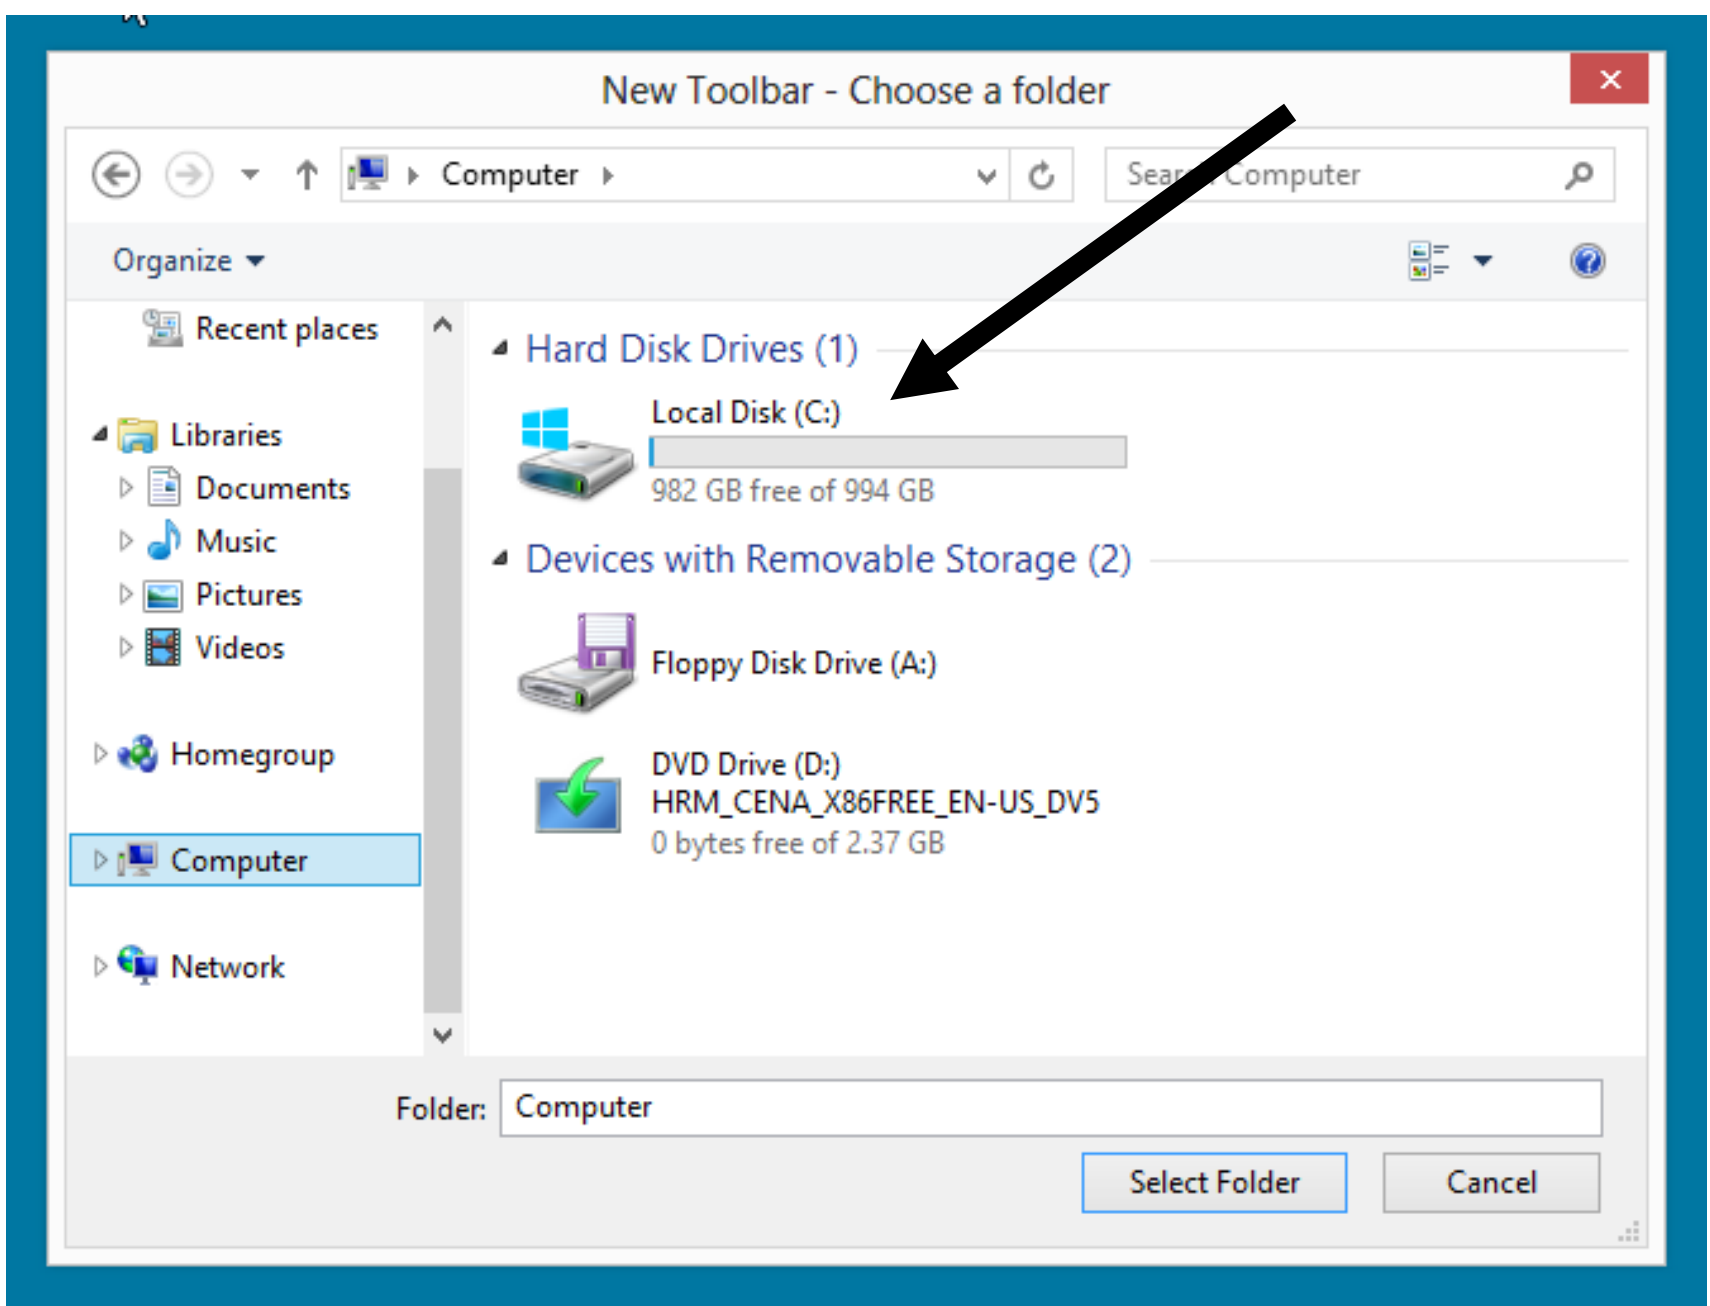 New Toolbar - Choose a folder
Computer
Search Computer
Organize
Recent places
Libraries
Documents
Music
Pictures
Videos
Homegroup
Computer
Network
Hard Disk Drives (1)
Local Disk (C:)
982 GB free of 994 GB
Devices with Removable Storage (2)
Floppy Disk Drive (A:)
DVD Drive (D:)
HRM_CENA_X86FREE_EN-US_DV5
0 bytes free of 2.37 GB
Folder: Computer
Select Folder Cancel